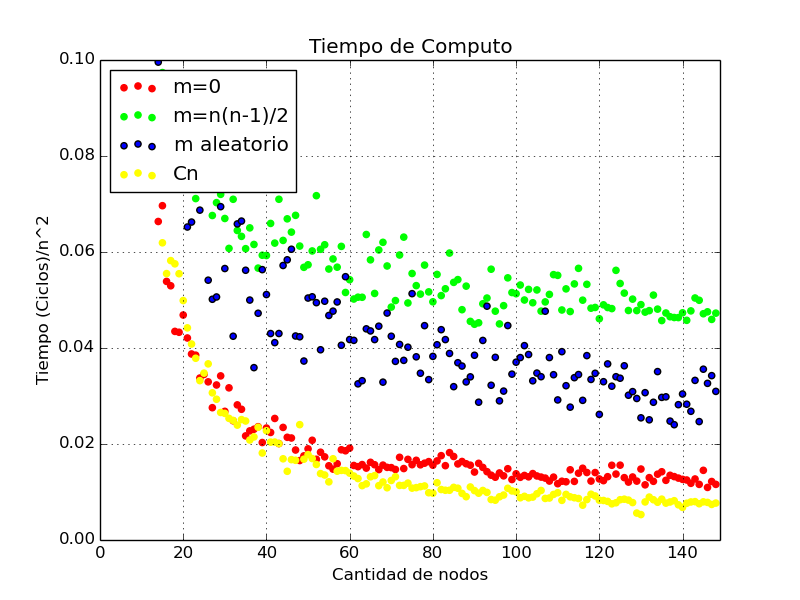 Tiempo de Computo
0.10
0.08
0.06
0.04
0.02
0.00
Tiempo (Ciclos)/n^2
m=0
m=n(n-1)/2
m aleatorio
Cn
0 20 40 60 80 100 120 140
Cantidad de nodos